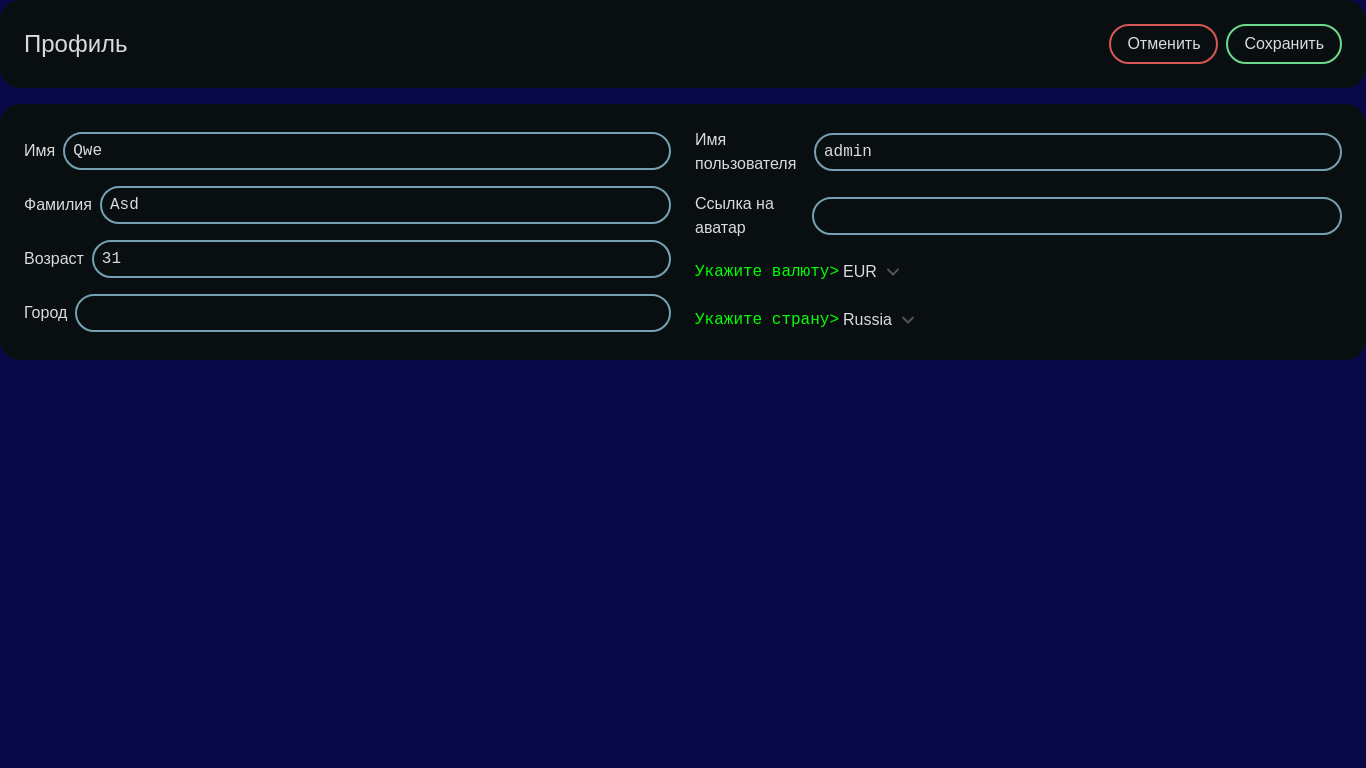 Профиль
Отменить
Сохранить
Имя
Qwe
Фамилия
Asd
Возраст
31
Город
Имя
пользователя
admin
Ссылка на
аватар
Укажите валюту> EUR
Укажите страну> Russia